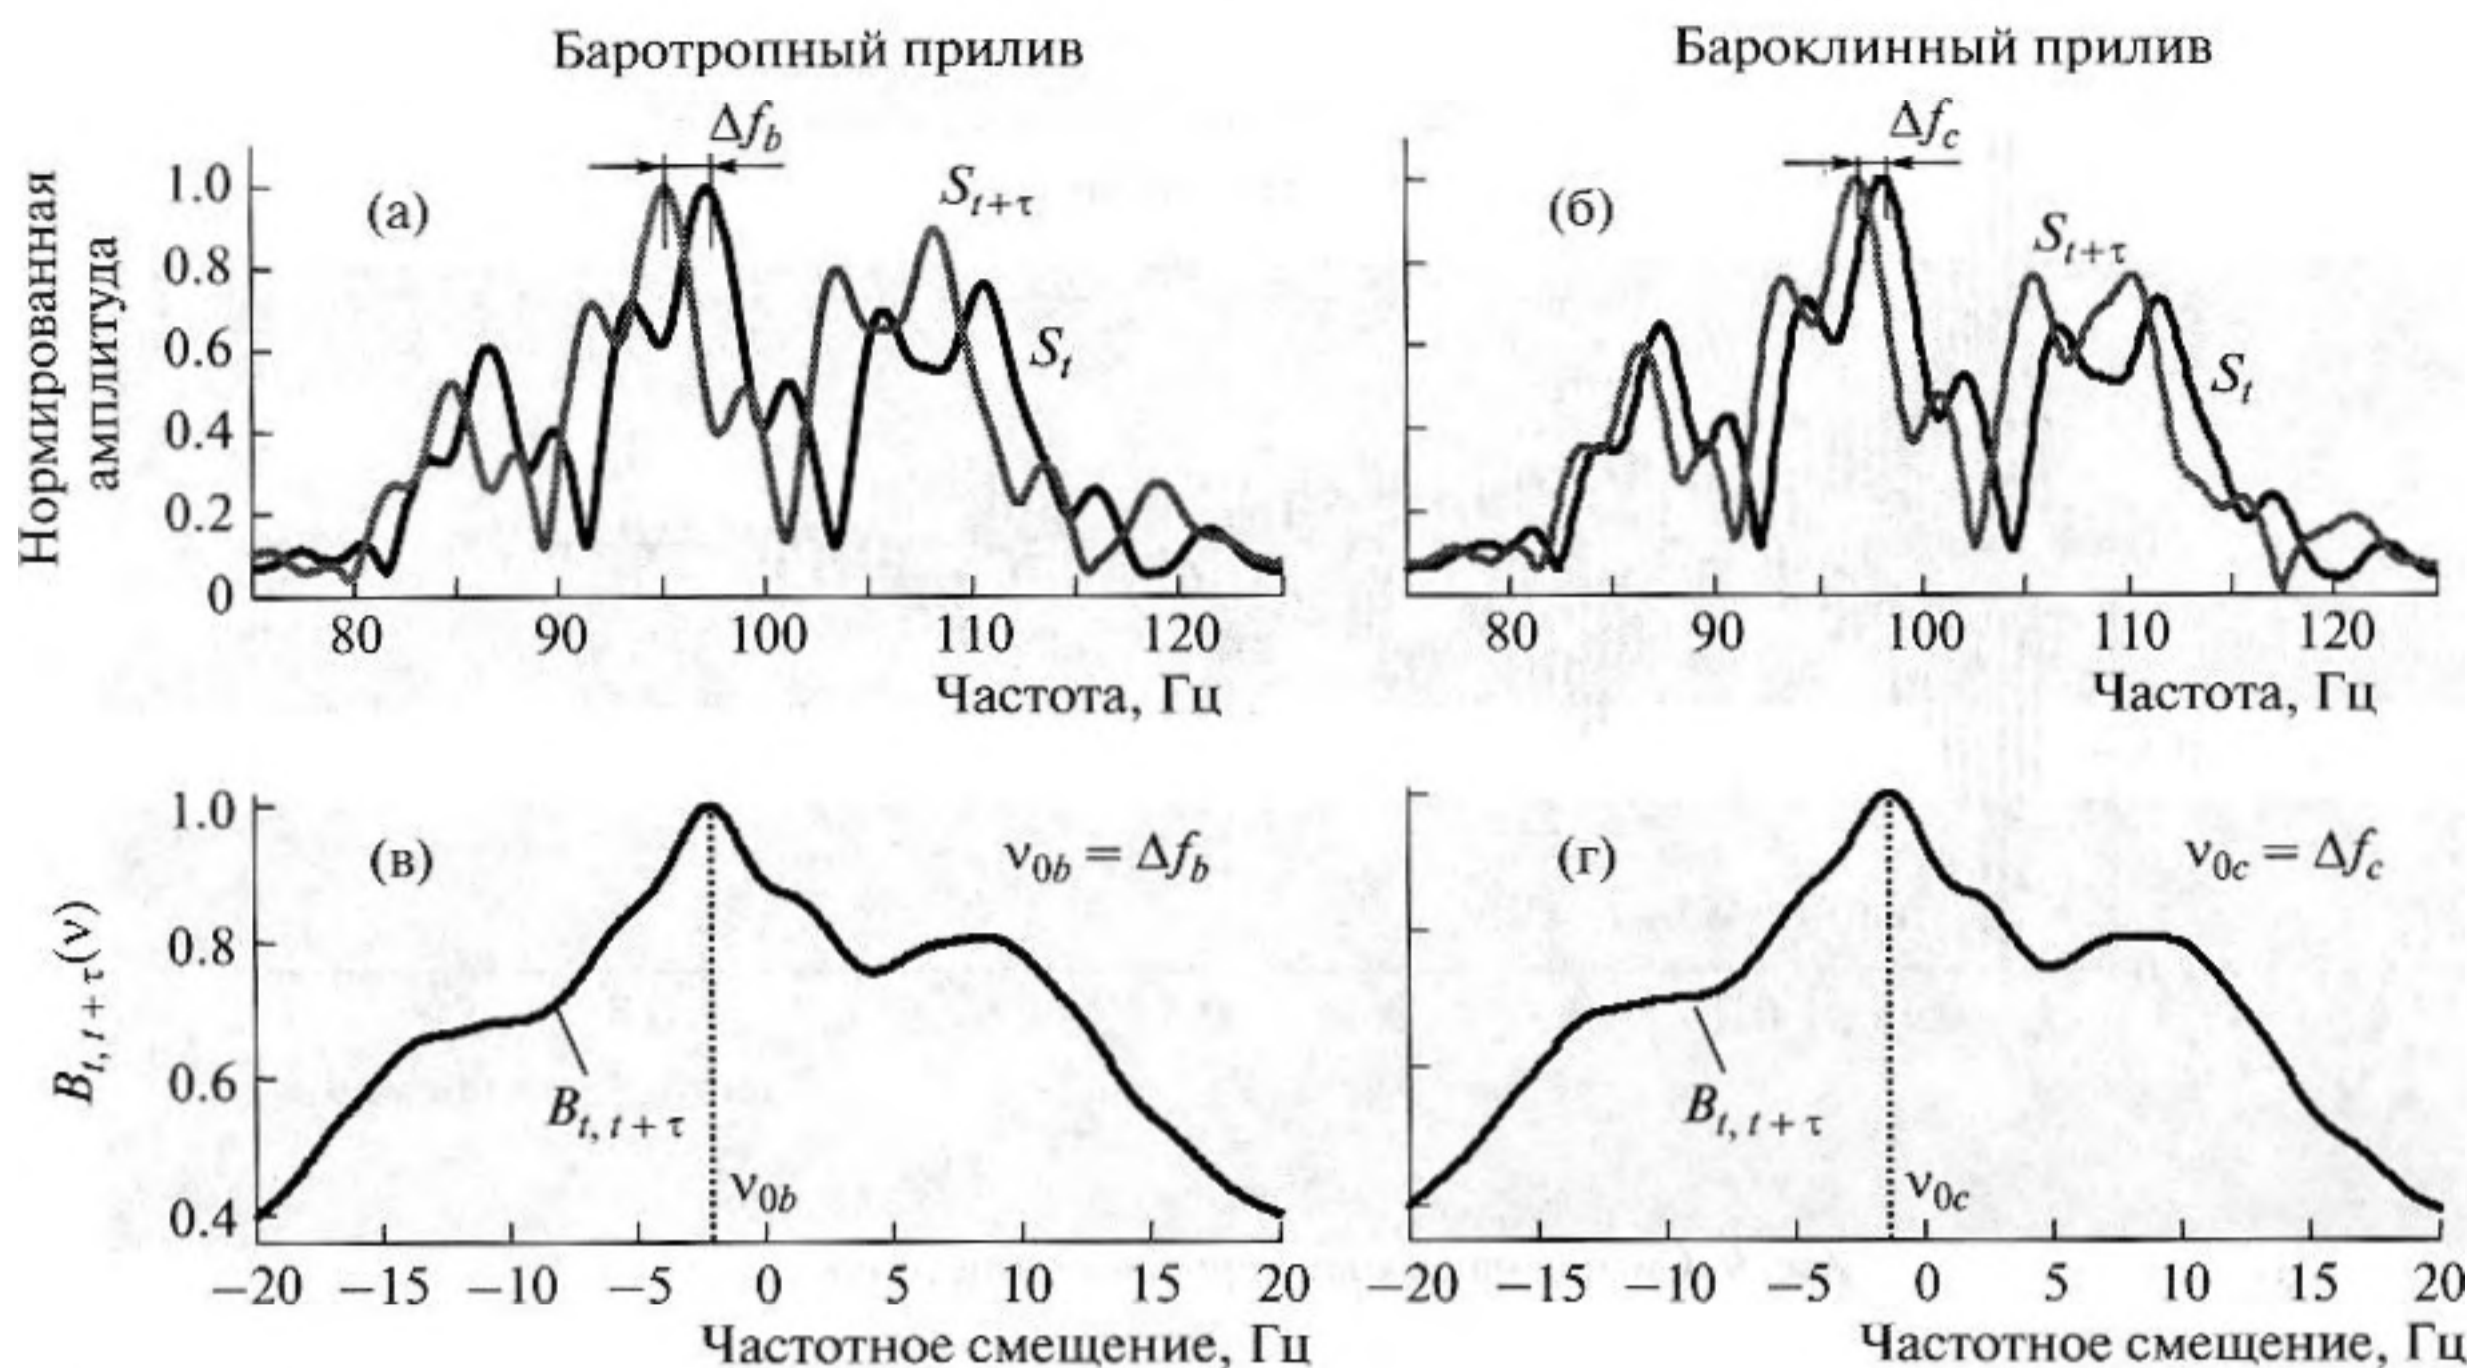 Баротропный прилив
Бароклинный прилив
Нормированная
амплитуда
(а)
Δf_b
S_{t+τ}
S_t
1.0
0.8
0.6
0.4
0.2
0
80 90 100 110 120
Частота, Гц
(б)
Δf_c
S_{t+τ}
S_t
80 90 100 110 120
Частота, Гц
B_{t, t+τ}(ν)
(в)
ν_{0b} = Δf_b
1.0
0.8
0.6
0.4
B_{t, t+τ}
ν_{0b}
−20 −15 −10 −5 0 5 10 15 20
Частотное смещение, Гц
(г)
ν_{0c} = Δf_c
B_{t, t+τ}
ν_{0c}
−20 −15 −10 −5 0 5 10 15 20
Частотное смещение, Гц